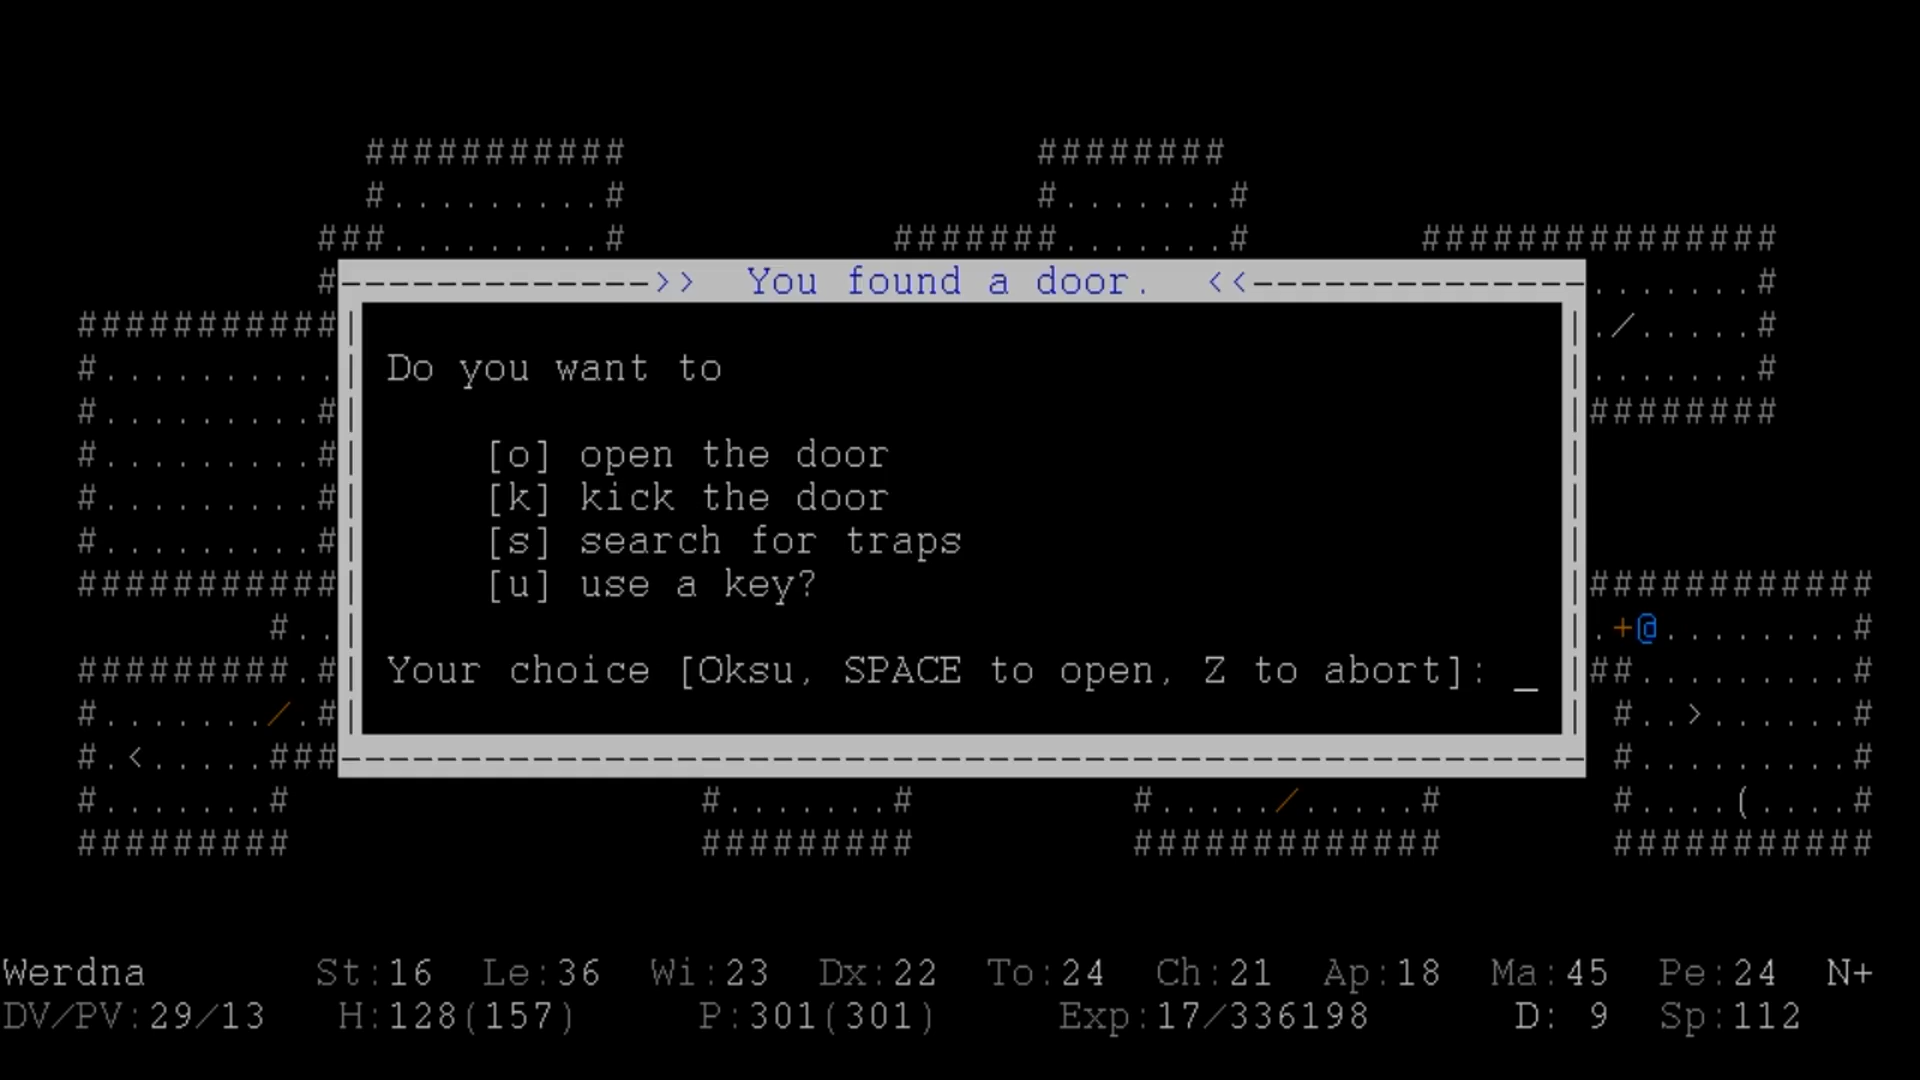 ########### ########
#.........# #.......#
###.........# #######.......# ###############
#-------------->> You found a door. <<--------------.......#
###########| |./.....#
#..........| Do you want to |.......#
#.........#| |########
#.........#| [o] open the door |
#.........#| [k] kick the door |
#.........#| [s] search for traps |
###########| [u] use a key? |############
#..| |.+@........#
#########.#| Your choice [Oksu, SPACE to open, Z to abort]: _ |##.........#
#......./.#| | #..>......#
#.<.....###---------------------------------------------------- #.........#
#.......# #.......# #...../.....# #....(....#
######### ######### ############# ###########
Werdna St:16 Le:36 Wi:23 Dx:22 To:24 Ch:21 Ap:18 Ma:45 Pe:24 N+
DV/PV:29/13 H:128(157) P:301(301) Exp:17/336198 D: 9 Sp:112